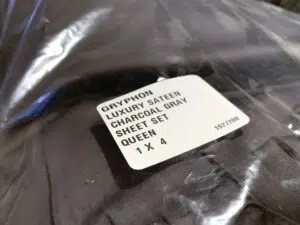 GRYPHON
LUXURY SATEEN
CHARCOAL GRAY
SHEET SET
QUEEN
1 X 4